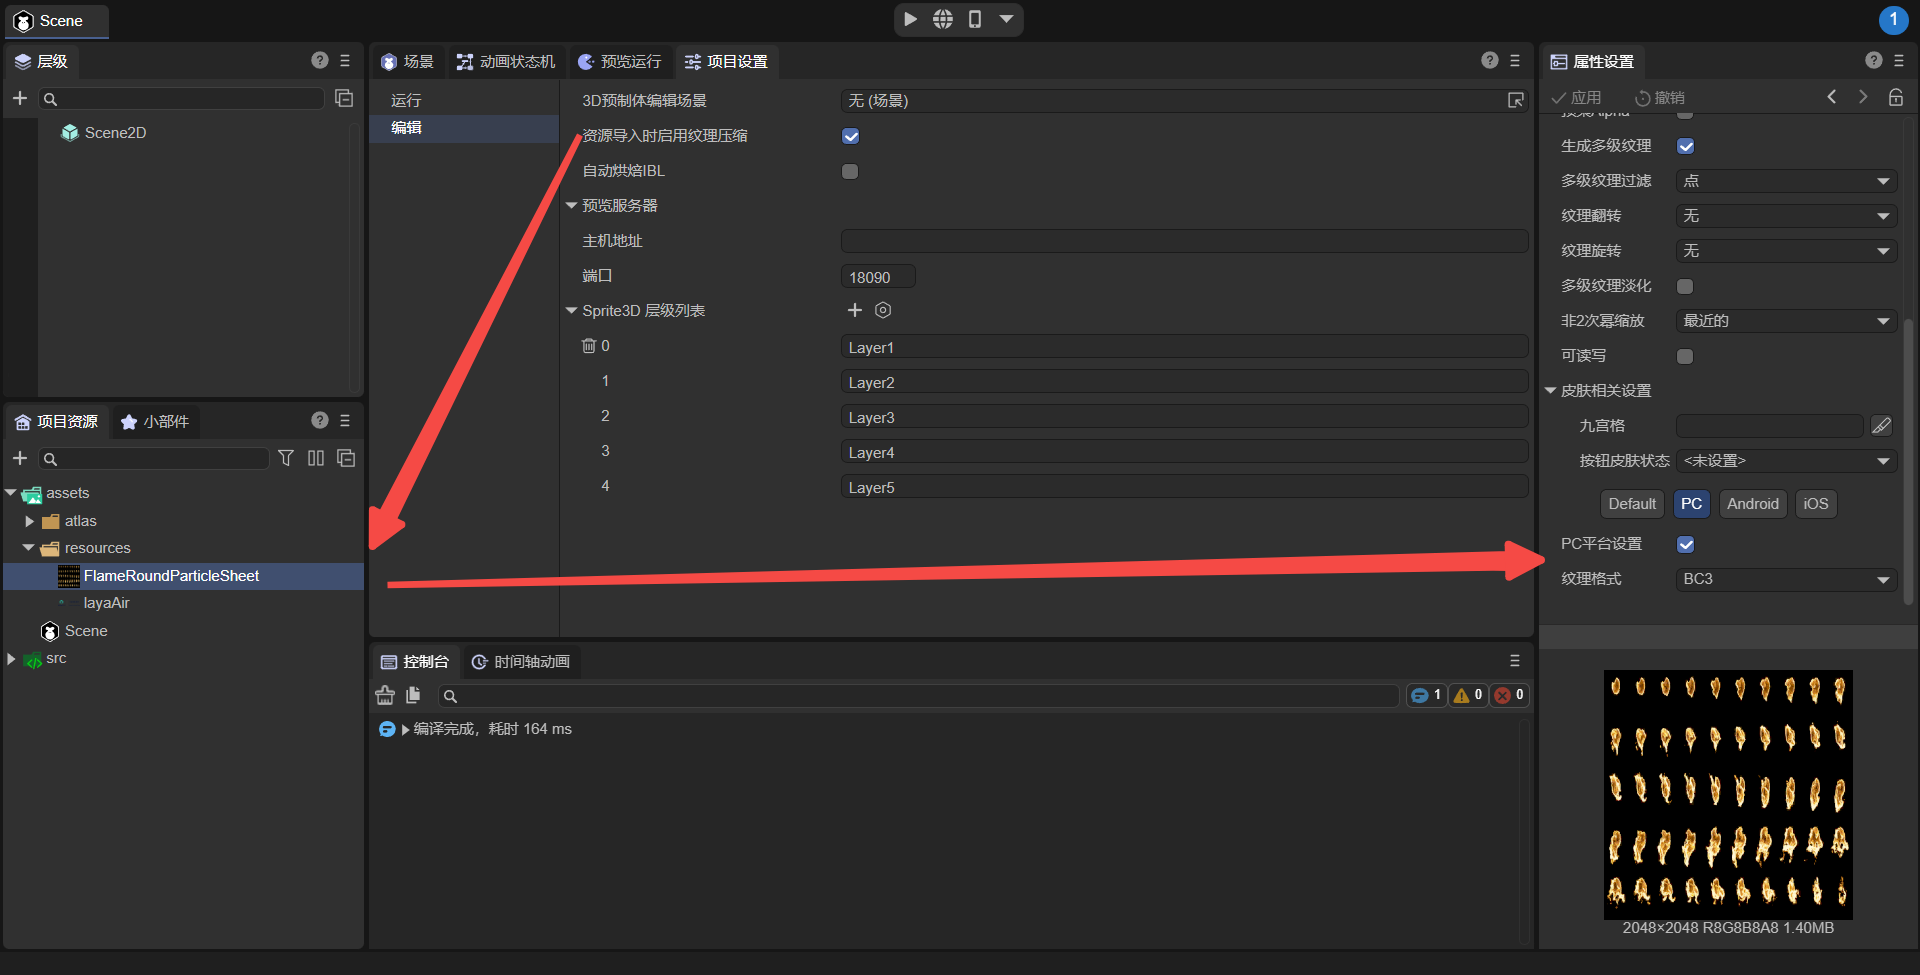 Scene
1
层级
Scene2D
项目资源
小部件
assets
atlas
resources
FlameRoundParticleSheet
layaAir
Scene
src
场景
动画状态机
预览运行
项目设置
运行
编辑
3D预制体编辑场景
无 (场景)
资源导入时启用纹理压缩
自动烘焙IBL
预览服务器
主机地址
端口
18090
Sprite3D 层级列表
0
Layer1
1
Layer2
2
Layer3
3
Layer4
4
Layer5
控制台
时间轴动画
1
0
0
编译完成，耗时 164 ms
属性设置
应用
撤销
生成多级纹理
多级纹理过滤
点
纹理翻转
无
纹理旋转
无
多级纹理淡化
非2次幂缩放
最近的
可读写
皮肤相关设置
九宫格
按钮皮肤状态
<未设置>
Default
PC
Android
iOS
PC平台设置
纹理格式
BC3
2048×2048 R8G8B8A8 1.40MB